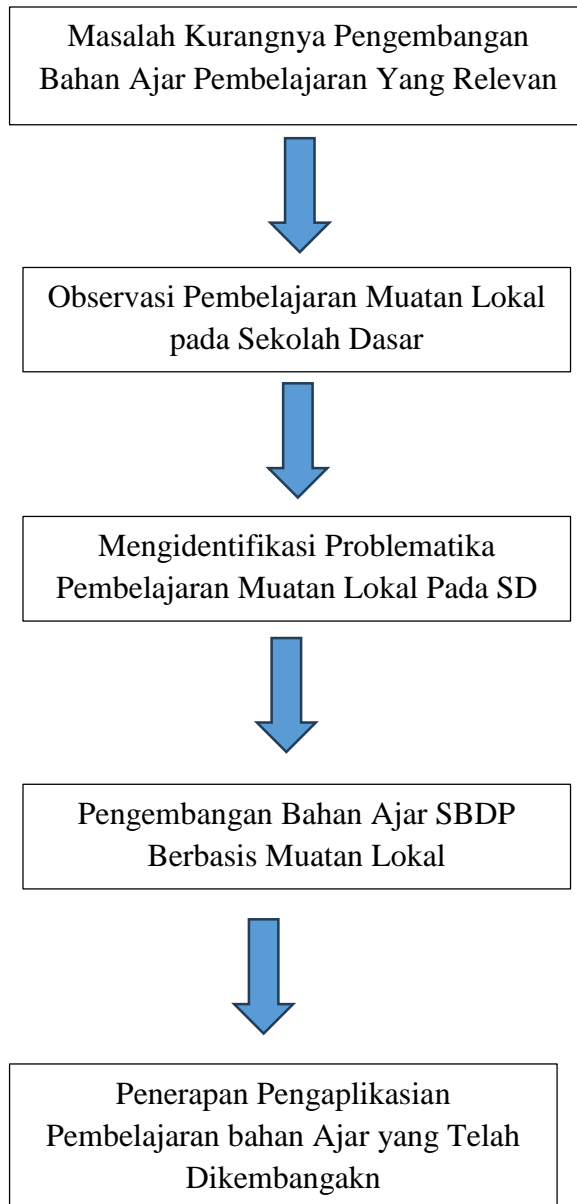 Masalah Kurangnya Pengembangan
Bahan Ajar Pembelajaran Yang Relevan
Observasi Pembelajaran Muatan Lokal
pada Sekolah Dasar
Mengidentifikasi Problematika
Pembelajaran Muatan Lokal Pada SD
Pengembangan Bahan Ajar SBDP
Berbasis Muatan Lokal
Penerapan Pengaplikasian
Pembelajaran bahan Ajar yang Telah
Dikembangakn